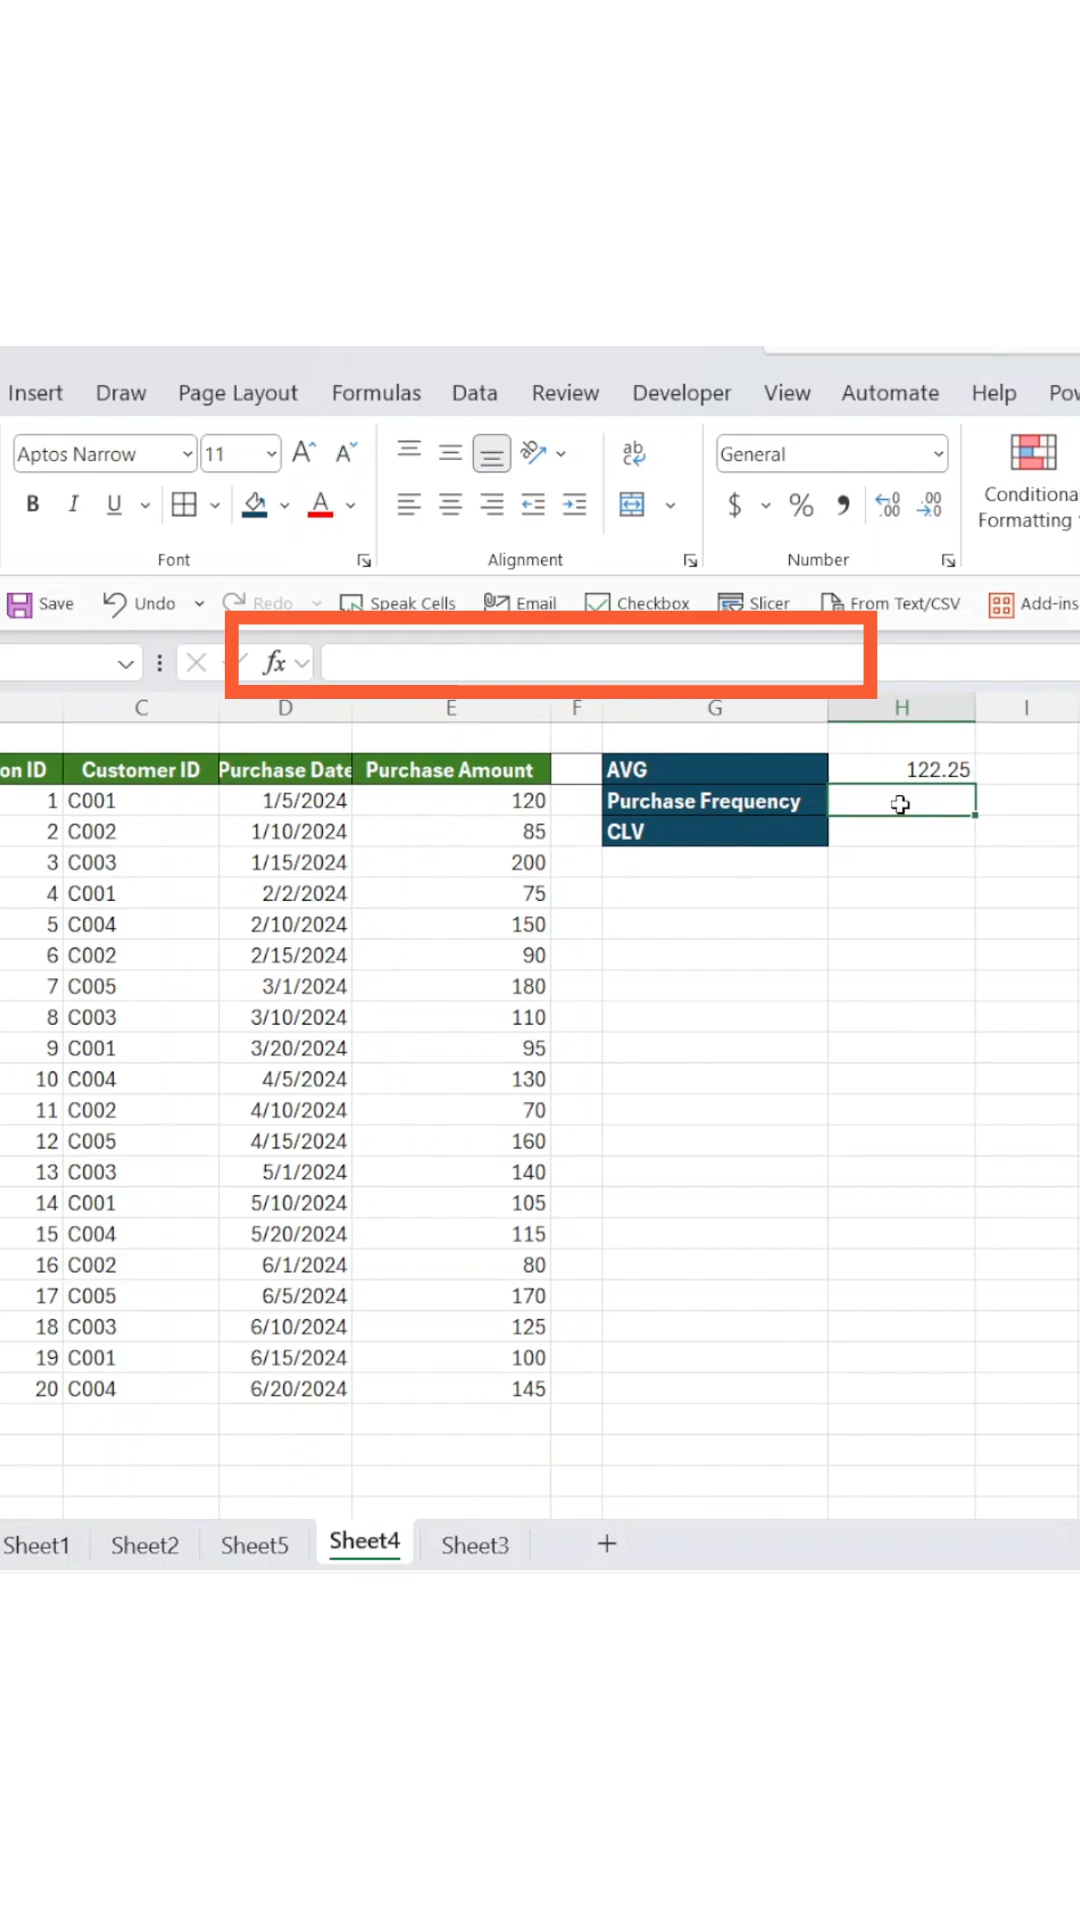 Insert Draw Page Layout Formulas Data Review Developer View Automate Help Pow
Aptos Narrow 11 A A ab General Conditiona
B I U A $ % 9 .00 .00 Formatting
Font Alignment Number
Save Undo Redo Speak Cells Email Checkbox Slicer From Text/CSV Add-ins
fx
C D E F G H I
on ID Customer ID Purchase Date Purchase Amount AVG 122.25
1 C001 1/5/2024 120 Purchase Frequency
2 C002 1/10/2024 85 CLV
3 C003 1/15/2024 200
4 C001 2/2/2024 75
5 C004 2/10/2024 150
6 C002 2/15/2024 90
7 C005 3/1/2024 180
8 C003 3/10/2024 110
9 C001 3/20/2024 95
10 C004 4/5/2024 130
11 C002 4/10/2024 70
12 C005 4/15/2024 160
13 C003 5/1/2024 140
14 C001 5/10/2024 105
15 C004 5/20/2024 115
16 C002 6/1/2024 80
17 C005 6/5/2024 170
18 C003 6/10/2024 125
19 C001 6/15/2024 100
20 C004 6/20/2024 145
Sheet1 Sheet2 Sheet5 Sheet4 Sheet3 +